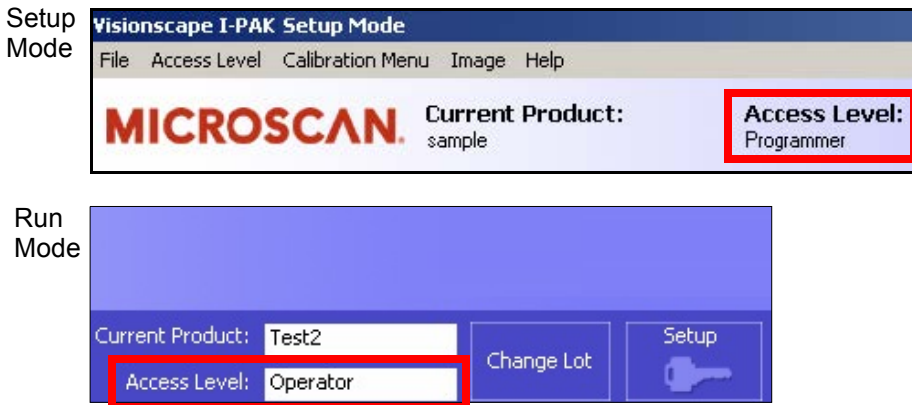 Setup
Mode
Visionscape I-PAK Setup Mode
File Access Level Calibration Menu Image Help
MICROSCAN.
Current Product:
sample
Access Level:
Programmer
Run
Mode
Current Product: Test2
Access Level: Operator
Change Lot
Setup